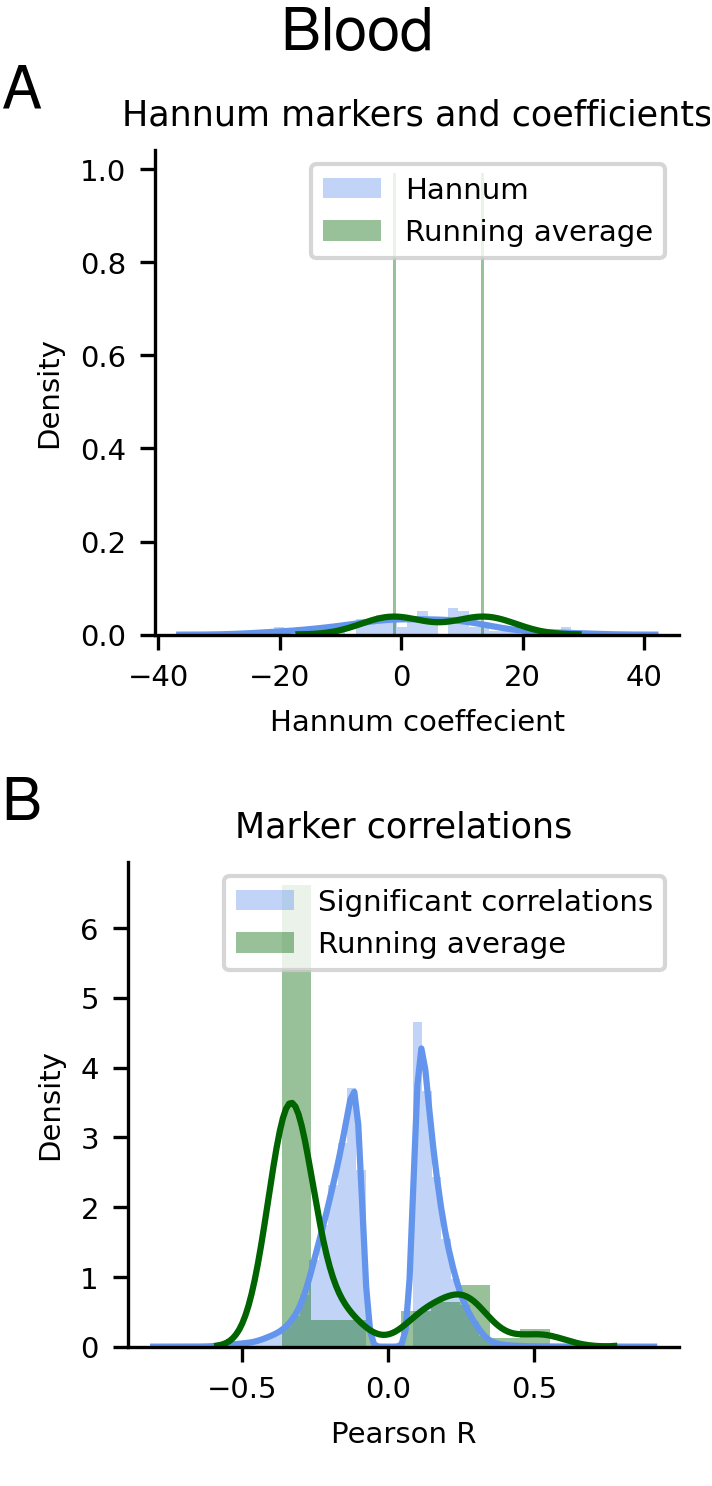 Blood
A
Hannum markers and coefficients
1.0
0.8
0.6
0.4
0.2
0.0
Density
Hannum
Running average
−40 −20 0 20 40
Hannum coeffecient
B
Marker correlations
6
5
4
3
2
1
0
Density
Significant correlations
Running average
−0.5 0.0 0.5
Pearson R